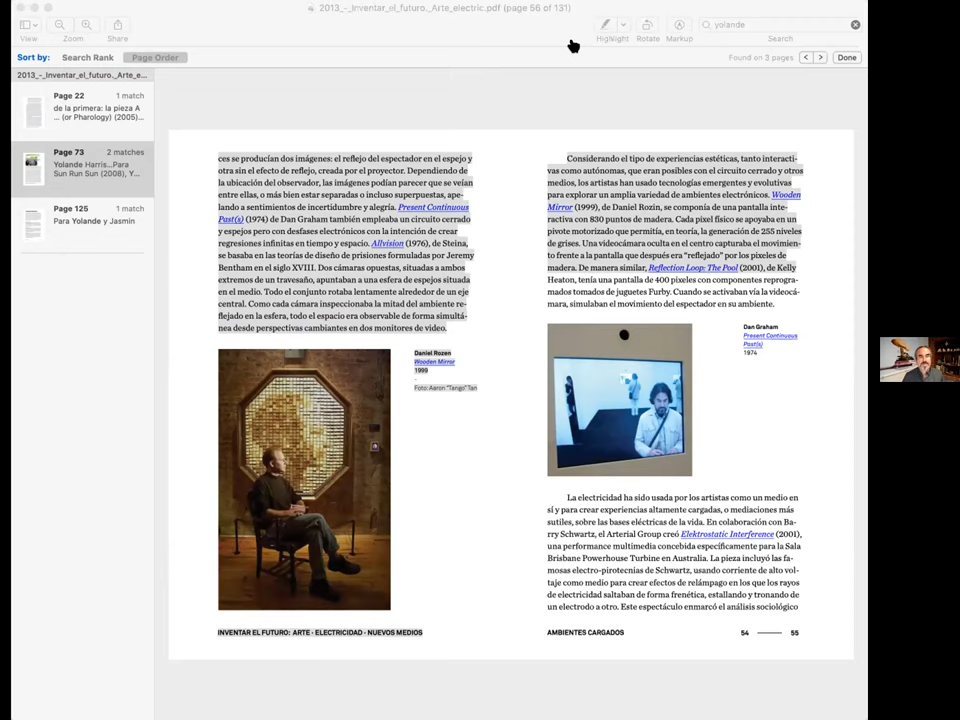 2013_-_Inventar_el_futuro._Arte_electric.pdf (page 56 of 131)
View
Zoom
Share
Highlight
Rotate
Markup
yolande
Search
Sort by:
Search Rank
Page Order
Found on 3 pages
Done
2013_-_Inventar_el_futuro._Arte_e...
Page 22
1 match
de la primera: la pieza A
... (or Pharology) (2005)...
Page 73
2 matches
Yolande Harris...Para
Sun Run Sun (2008), Y...
Page 125
1 match
Para Yolande y Jasmin
ces se producían dos imágenes: el reflejo del espectador en el espejo y
otra sin el efecto de reflejo, creada por el proyector. Dependiendo de
la ubicación del observador, las imágenes podían parecer que se veían
entre ellas, o más bien estar separadas o incluso superpuestas, ape-
lando a sentimientos de incertidumbre y alegría. Present Continuous
Past(s) (1974) de Dan Graham también empleaba un circuito cerrado
y espejos pero con desfases electrónicos con la intención de crear
regresiones infinitas en tiempo y espacio. Allvision (1976), de Steina,
se basaba en las teorías de diseño de prisiones formuladas por Jeremy
Bentham en el siglo XVIII. Dos cámaras opuestas, situadas a ambos
extremos de un travesaño, apuntaban a una esfera de espejos situada
en el medio. Todo el conjunto rotaba lentamente alrededor de un eje
central. Como cada cámara inspeccionaba la mitad del ambiente re-
flejado en la esfera, todo el espacio era observable de forma simultá-
nea desde perspectivas cambiantes en dos monitores de video.
Daniel Rozen
Wooden Mirror
1999
Foto: Aaron "Tango" Tan
INVENTAR EL FUTURO: ARTE · ELECTRICIDAD · NUEVOS MEDIOS
Considerando el tipo de experiencias estéticas, tanto interacti-
vas como autónomas, que eran posibles con el circuito cerrado y otros
medios, los artistas han usado tecnologías emergentes y evolutivas
para explorar una amplia variedad de ambientes electrónicos. Wooden
Mirror (1999), de Daniel Rozin, se componía de una pantalla inte-
ractiva con 830 puntos de madera. Cada pixel físico se apoyaba en un
pivote motorizado que permitía, en teoría, la generación de 255 niveles
de grises. Una videocámara oculta en el centro capturaba el movimien-
to frente a la pantalla que después era "reflejado" por los pixeles de
madera. De manera similar, Reflection Loop: The Pool (2001), de Kelly
Heaton, tenía una pantalla de 400 pixeles con componentes reprogra-
mados tomados de juguetes Furby. Cuando se activaban vía la videocá-
mara, simulaban el movimiento del espectador en su ambiente.
Dan Graham
Present Continuous
Past(s)
1974
La electricidad ha sido usada por los artistas como un medio en
sí y para crear experiencias altamente cargadas, o mediaciones más
sutiles, sobre las bases eléctricas de la vida. En colaboración con Ba-
rry Schwartz, el Arterial Group creó Elektrostatic Interference (2001),
una performance multimedia concebida específicamente para la Sala
Brisbane Powerhouse Turbine en Australia. La pieza incluyó las fa-
mosas electro-pirotecnias de Schwartz, usando corriente de alto vol-
taje como medio para crear efectos de relámpago en los que los rayos
de electricidad saltaban de forma frenética, estallando y tronando de
un electrodo a otro. Este espectáculo enmarcó el análisis sociológico
AMBIENTES CARGADOS
54 — 55